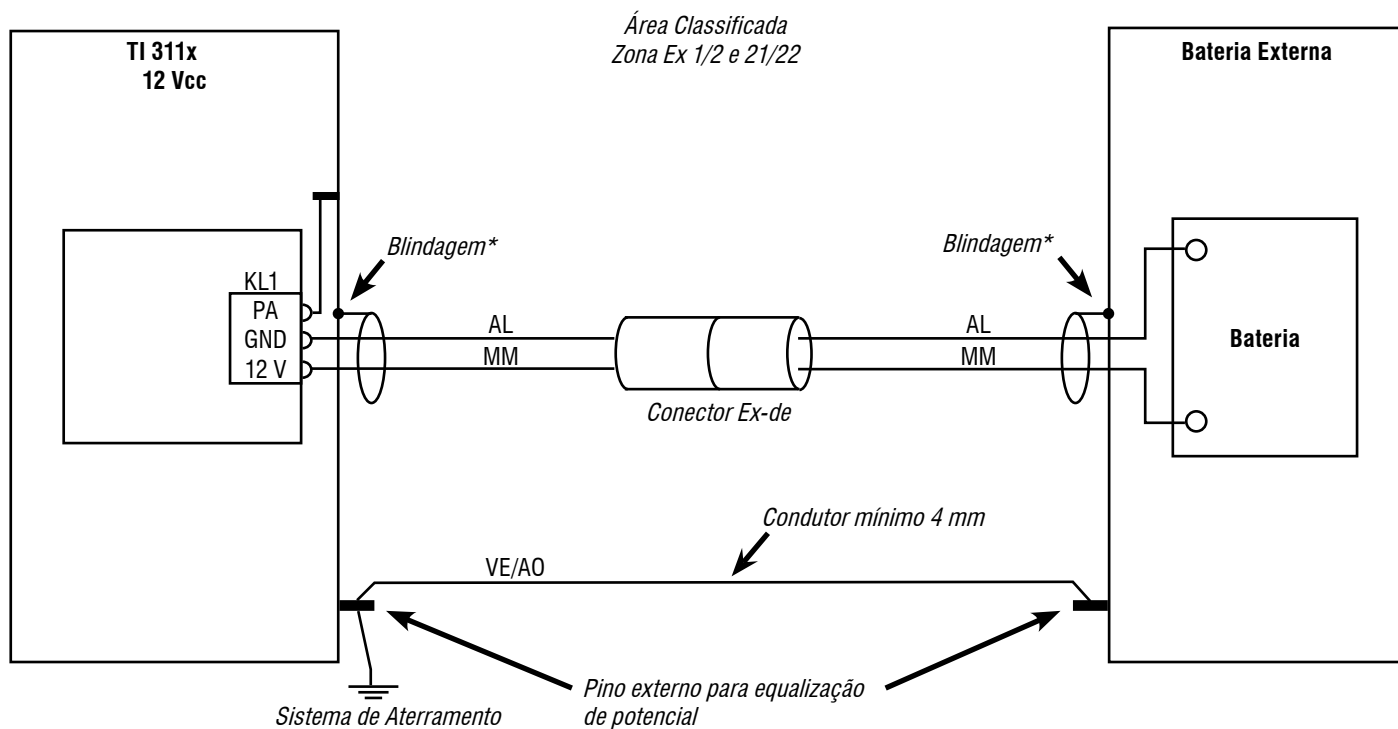 Área Classificada
Zona Ex 1/2 e 21/22
TI 311x
12 Vcc
Bateria Externa
Blindagem*
Blindagem*
KL1
PA
GND
12 V
AL
MM
AL
MM
Bateria
Conector Ex-de
Condutor mínimo 4 mm
VE/AO
Pino externo para equalização
de potencial
Sistema de Aterramento